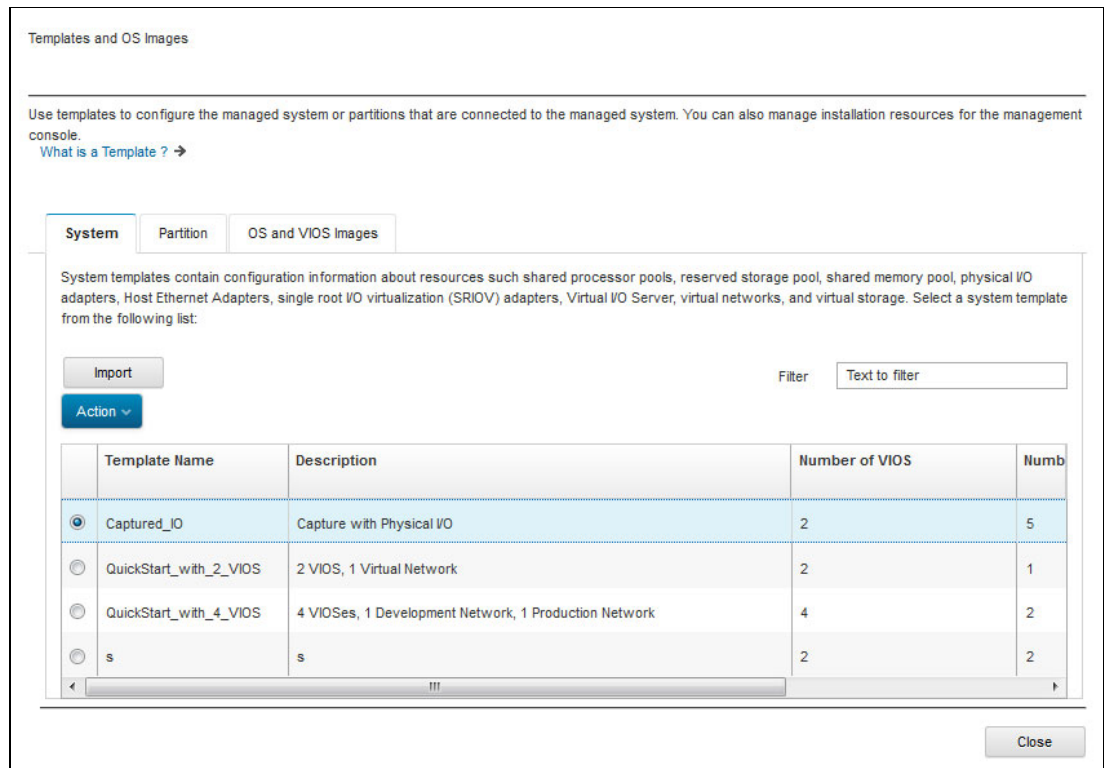 Templates and OS Images
Use templates to configure the managed system or partitions that are connected to the managed system. You can also manage installation resources for the management
console.
What is a Template ? →
System Partition OS and VIOS Images
System templates contain configuration information about resources such shared processor pools, reserved storage pool, shared memory pool, physical I/O
adapters, Host Ethernet Adapters, single root I/O virtualization (SRIOV) adapters, Virtual I/O Server, virtual networks, and virtual storage. Select a system template
from the following list:
Import Filter Text to filter
Action
Template Name Description Number of VIOS Numb
Captured_IO Capture with Physical I/O 2 5
QuickStart_with_2_VIOS 2 VIOS, 1 Virtual Network 2 1
QuickStart_with_4_VIOS 4 VIOSes, 1 Development Network, 1 Production Network 4 2
s s 2 2
Close